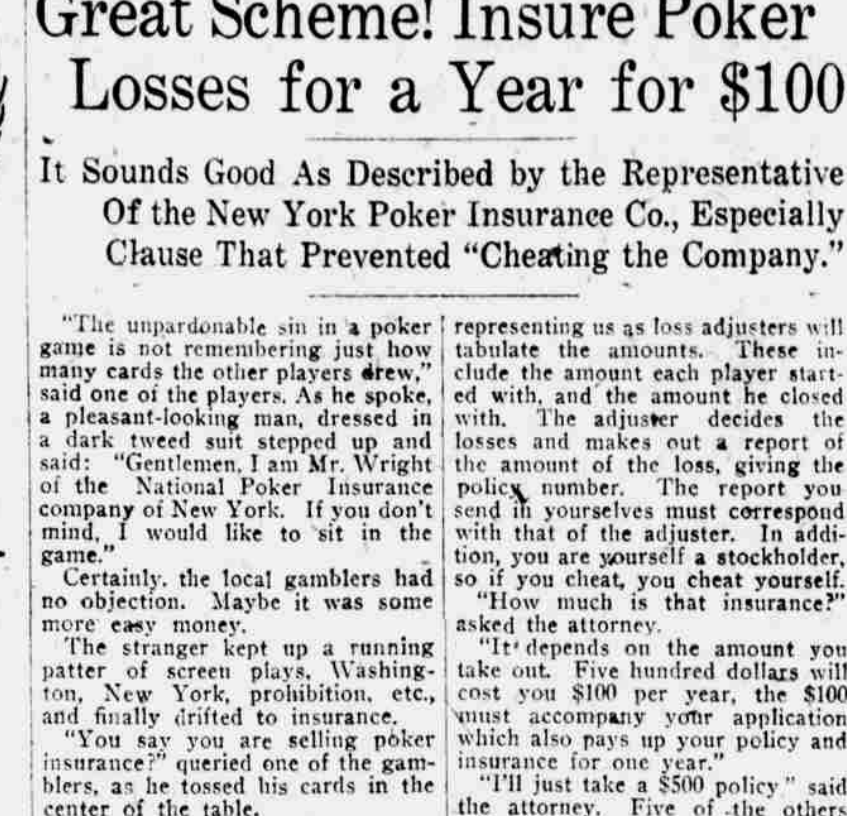 Great Scheme! Insure Poker
Losses for a Year for $100
It Sounds Good As Described by the Representative
Of the New York Poker Insurance Co., Especially
Clause That Prevented “Cheating the Company.”
“The unpardonable sin in a poker
game is not remembering just how
many cards the other players drew,”
said one of the players. As he spoke,
a pleasant-looking man, dressed in
a dark tweed suit stepped up and
said: “Gentlemen, I am Mr. Wright
of the National Poker Insurance
company of New York. If you don't
mind, I would like to sit in the
game.”
Certainly, the local gamblers had
no objection. Maybe it was some
more easy money.
The stranger kept up a running
patter of screen plays, Washing-
ton, New York, prohibition, etc.,
and finally drifted to insurance.
“You say you are selling poker
insurance?” queried one of the gam-
blers, as he tossed his cards in the
center of the table.
representing us as loss adjusters will
tabulate the amounts. These in-
clude the amount each player start-
ed with, and the amount he closed
with. The adjuster decides the
losses and makes out a report of
the amount of the loss, giving the
policy number. The report you
send in yourselves must correspond
with that of the adjuster. In addi-
tion, you are yourself a stockholder,
so if you cheat, you cheat yourself.
“How much is that insurance?”
asked the attorney.
“It depends on the amount you
take out. Five hundred dollars will
cost you $100 per year, the $100
must accompany your application
which also pays up your policy and
insurance for one year.”
“I'll just take a $500 policy” said
the attorney. Five of the others